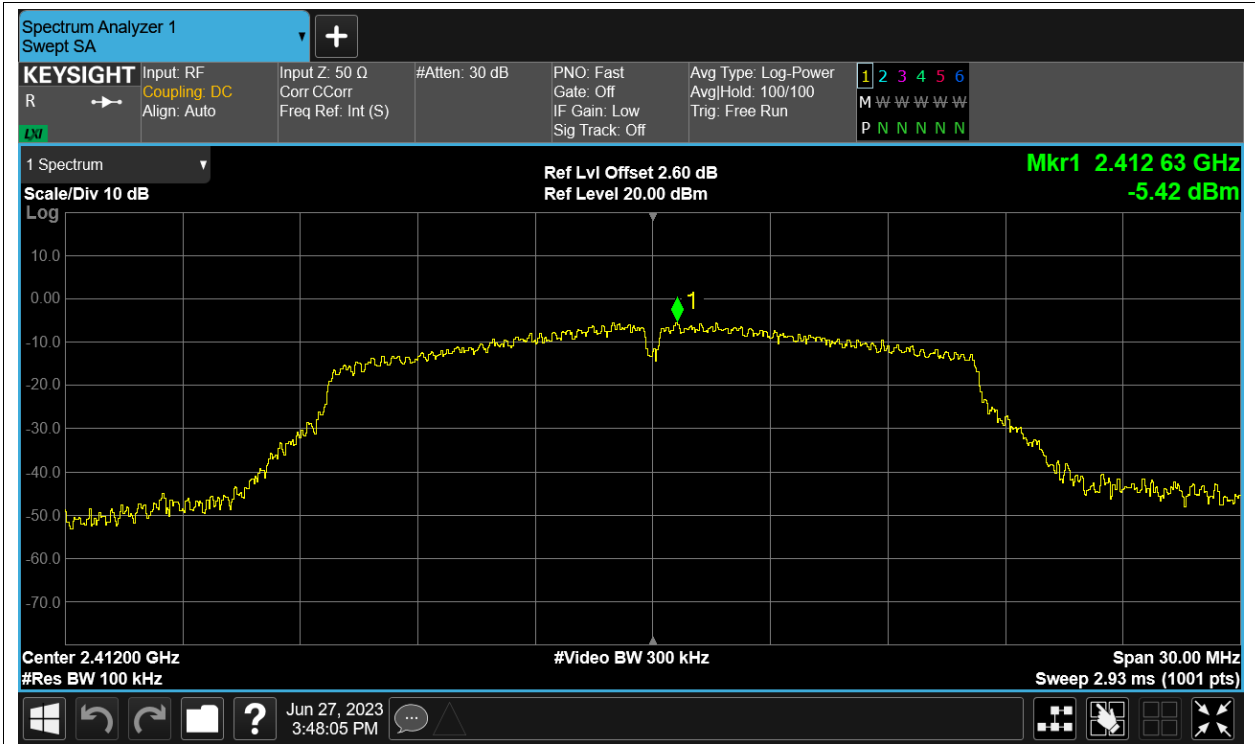 Spectrum Analyzer 1
Swept SA
+
KEYSIGHT
R
LXI
Input: RF
Coupling: DC
Align: Auto
Input Z: 50 Ω
Corr CCorr
Freq Ref: Int (S)
#Atten: 30 dB
PNO: Fast
Gate: Off
IF Gain: Low
Sig Track: Off
Avg Type: Log-Power
Avg|Hold: 100/100
Trig: Free Run
1 2 3 4 5 6
M W W W W W
P N N N N N
1 Spectrum
Scale/Div 10 dB
Log
Ref Lvl Offset 2.60 dB
Ref Level 20.00 dBm
Mkr1 2.412 63 GHz
-5.42 dBm
10.0
0.00
-10.0
-20.0
-30.0
-40.0
-50.0
-60.0
-70.0
1
Center 2.41200 GHz
#Res BW 100 kHz
#Video BW 300 kHz
Span 30.00 MHz
Sweep 2.93 ms (1001 pts)
?
Jun 27, 2023
3:48:05 PM